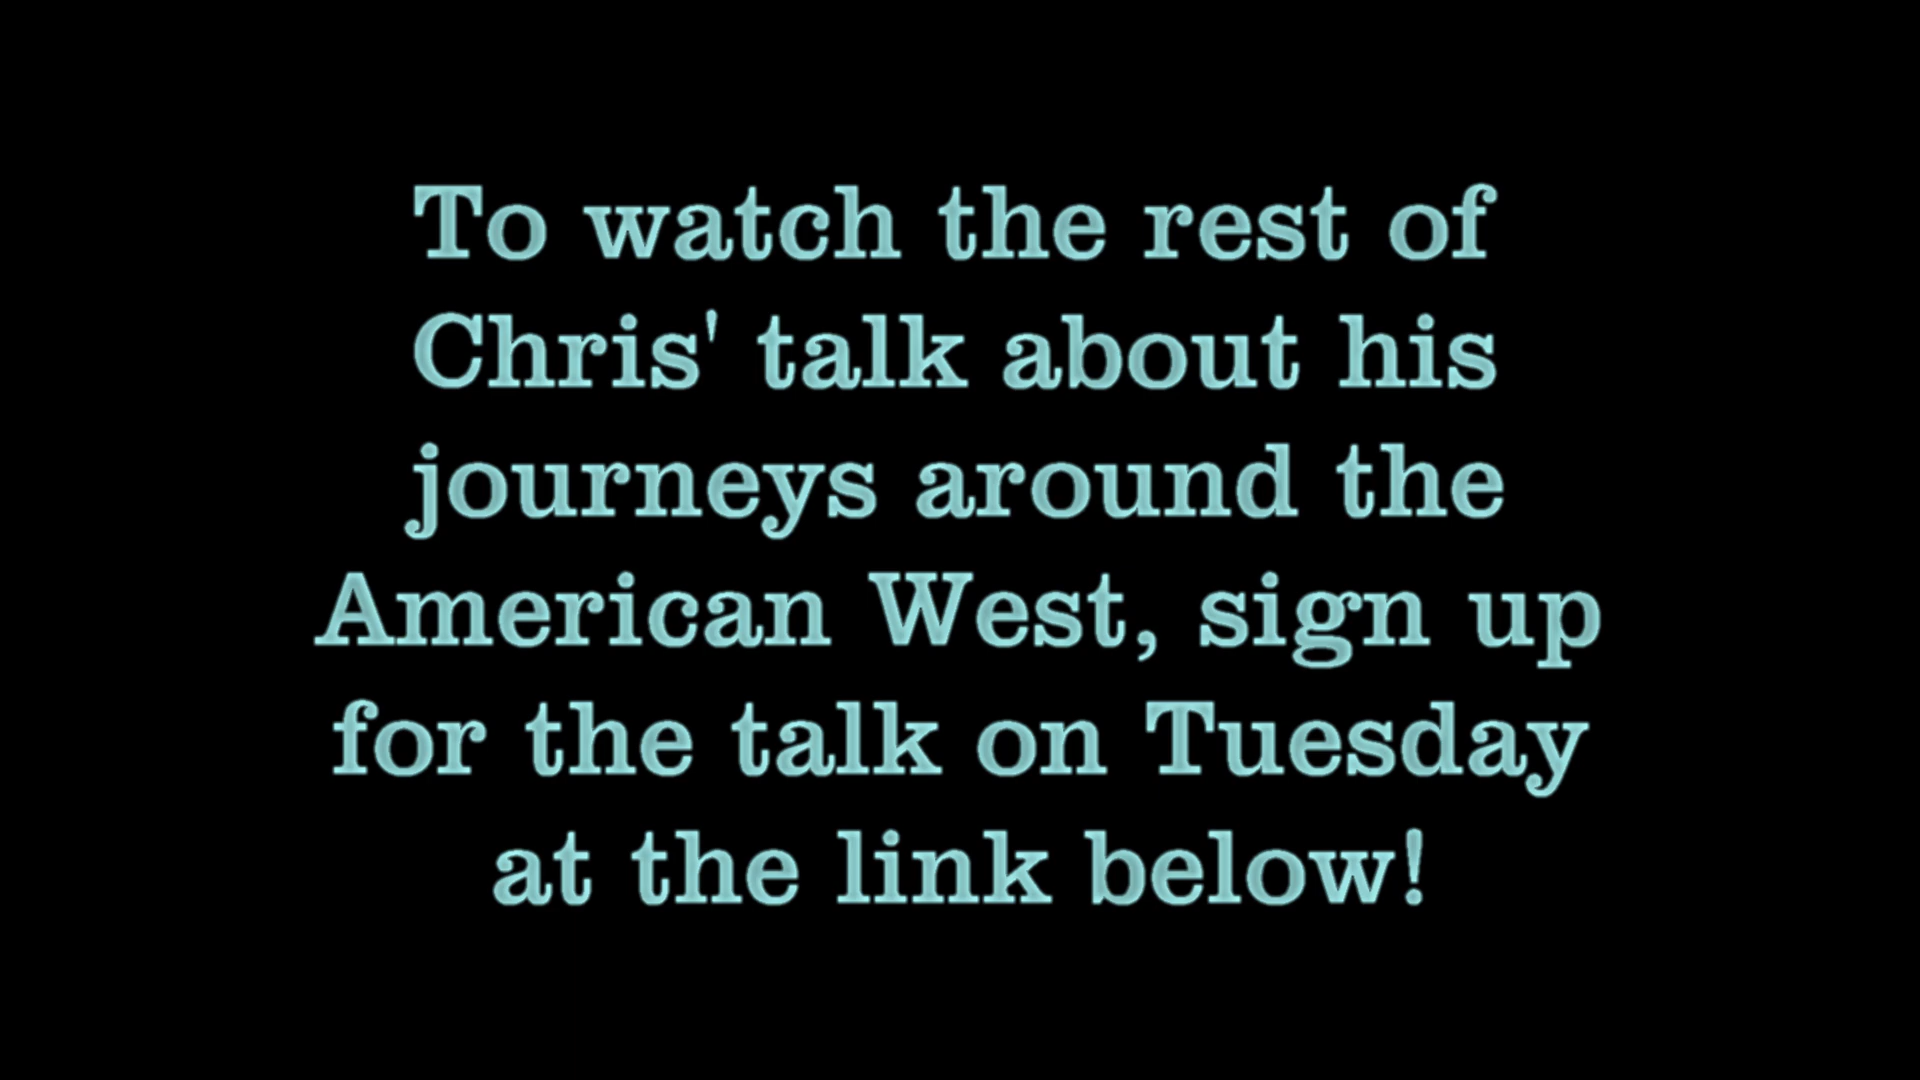 To watch the rest of
Chris' talk about his
journeys around the
American West, sign up
for the talk on Tuesday
at the link below!